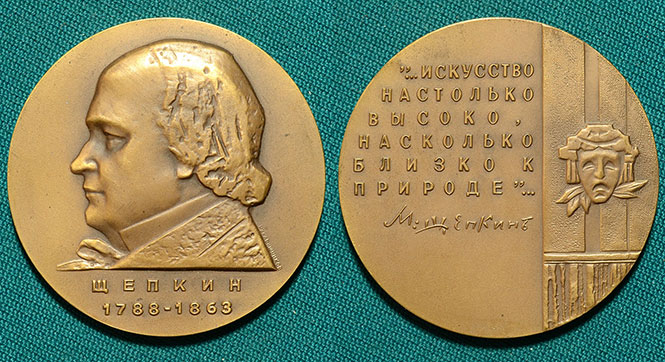 ЩЕПКИН
1788-1863
"...ИСКУССТВО
НАСТОЛЬКО
ВЫСОКО,
НАСКОЛЬКО
БЛИЗКО К
ПРИРОДЕ"...
М. Щепкинъ